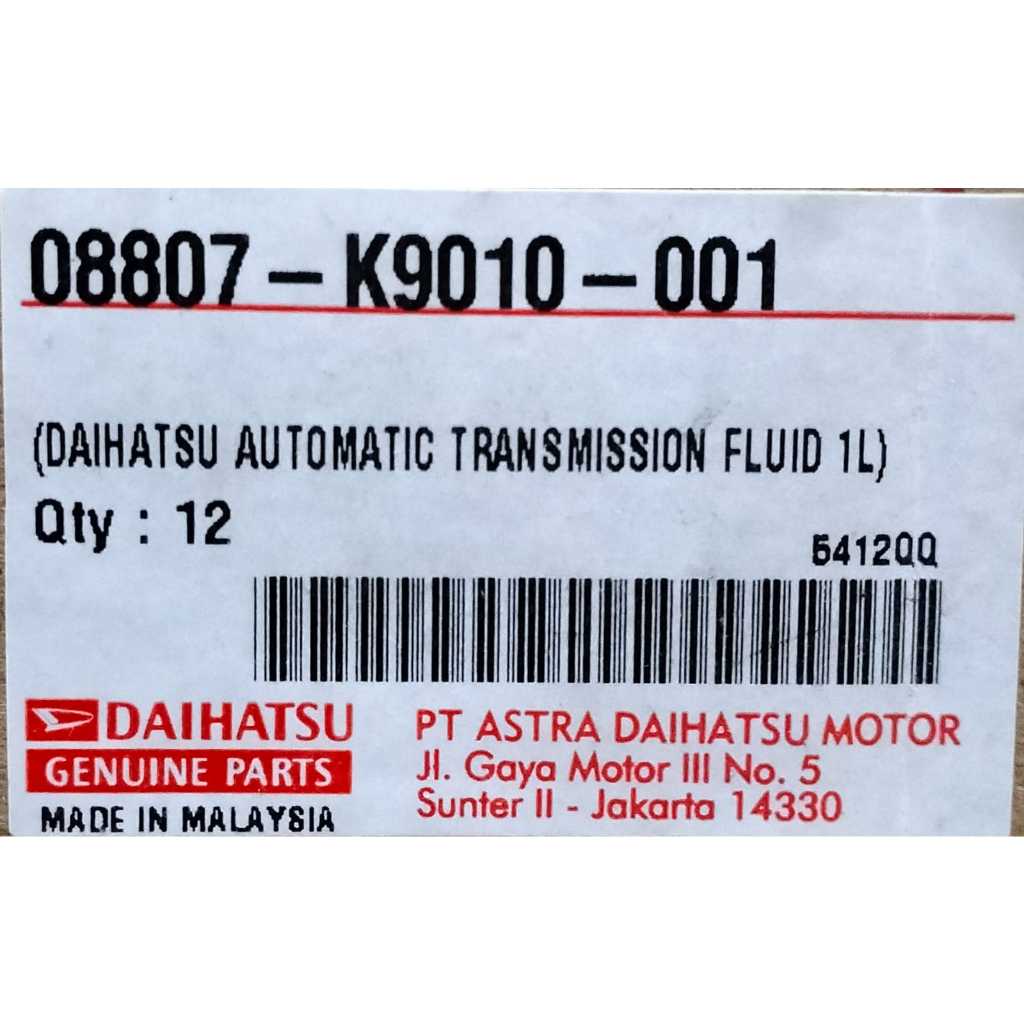 08807-K9010-001
(DAIHATSU AUTOMATIC TRANSMISSION FLUID 1L)
Qty : 12
5412QQ
DAIHATSU
GENUINE PARTS
MADE IN MALAYSIA
PT ASTRA DAIHATSU MOTOR
Jl. Gaya Motor III No. 5
Sunter II - Jakarta 14330